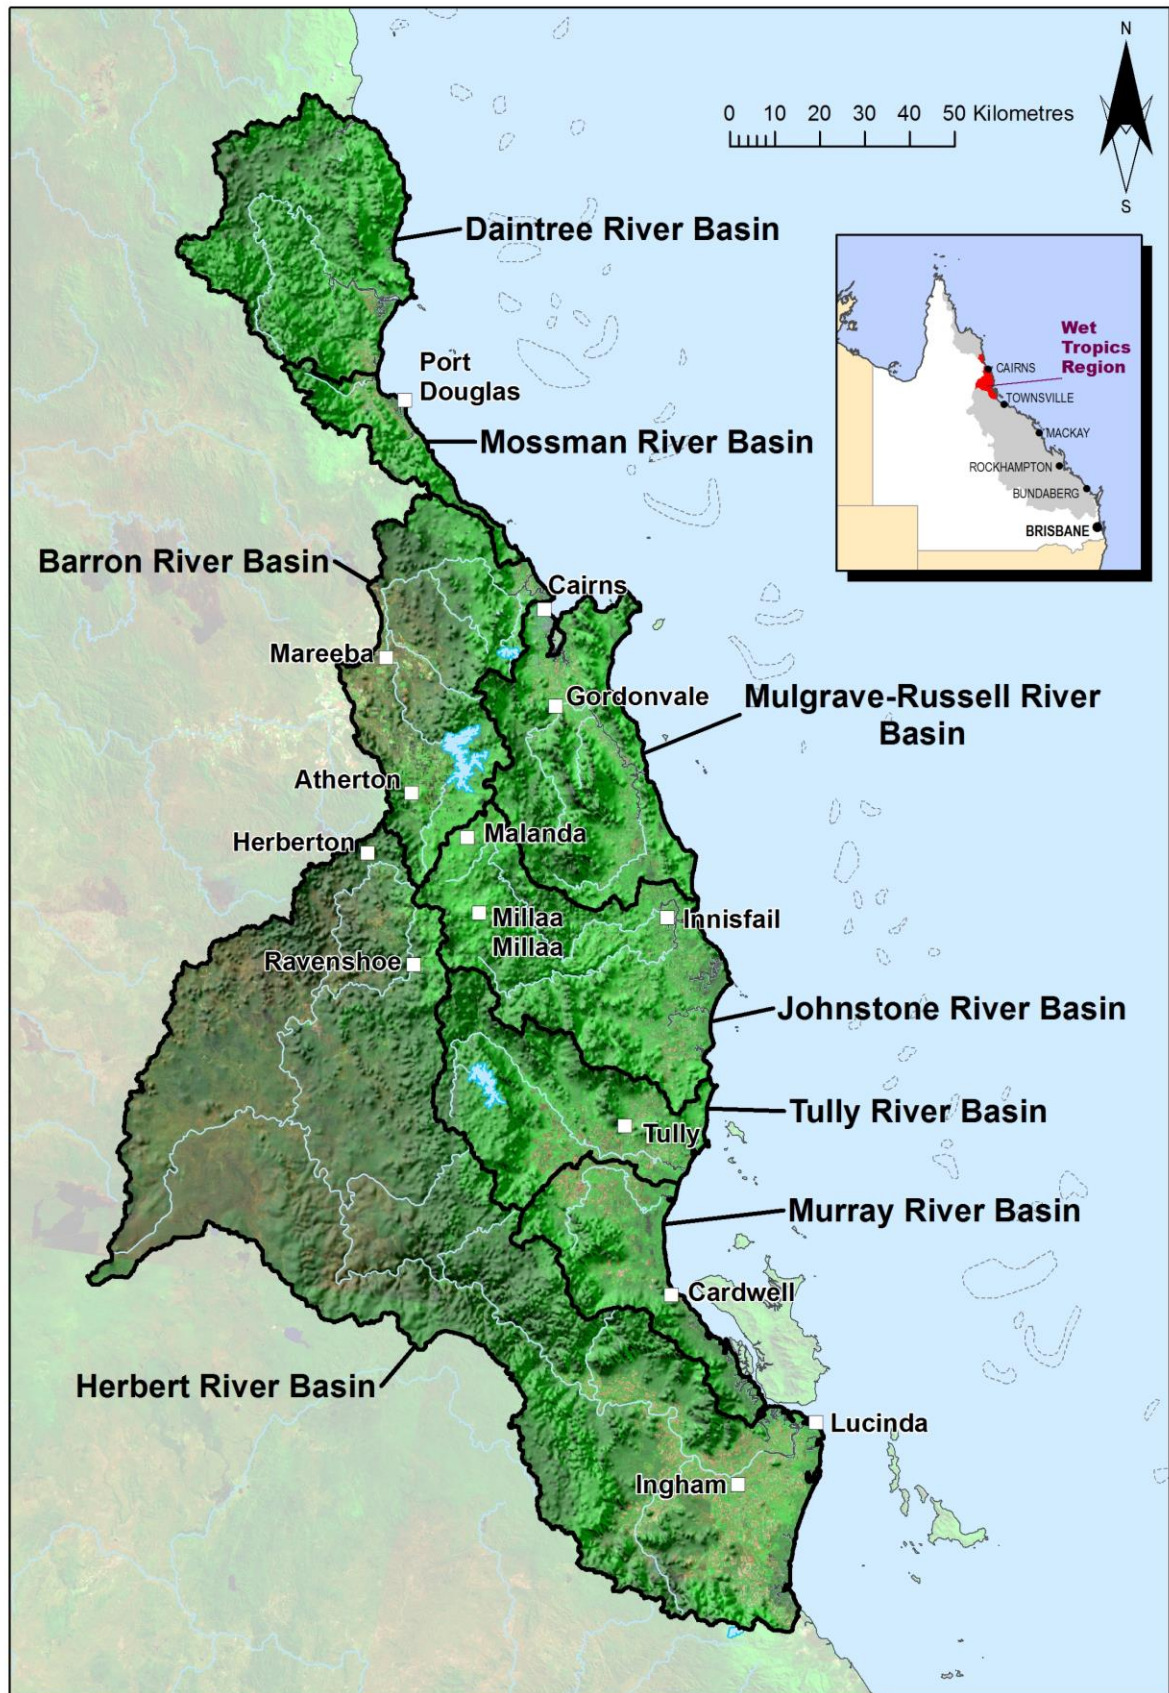 N
0 10 20 30 40 50 Kilometres
S
Daintree River Basin
Wet
Tropics
Region
CAIRNS
TOWNSVILLE
MACKAY
ROCKHAMPTON
BUNDABERG
BRISBANE
Port
Douglas
Mossman River Basin
Barron River Basin
Cairns
Mareeba
Gordonvale
Mulgrave-Russell River
Basin
Atherton
Malanda
Herberton
Millaa
Millaa
Innisfail
Ravenshoe
Johnstone River Basin
Tully River Basin
Tully
Murray River Basin
Cardwell
Herbert River Basin
Lucinda
Ingham